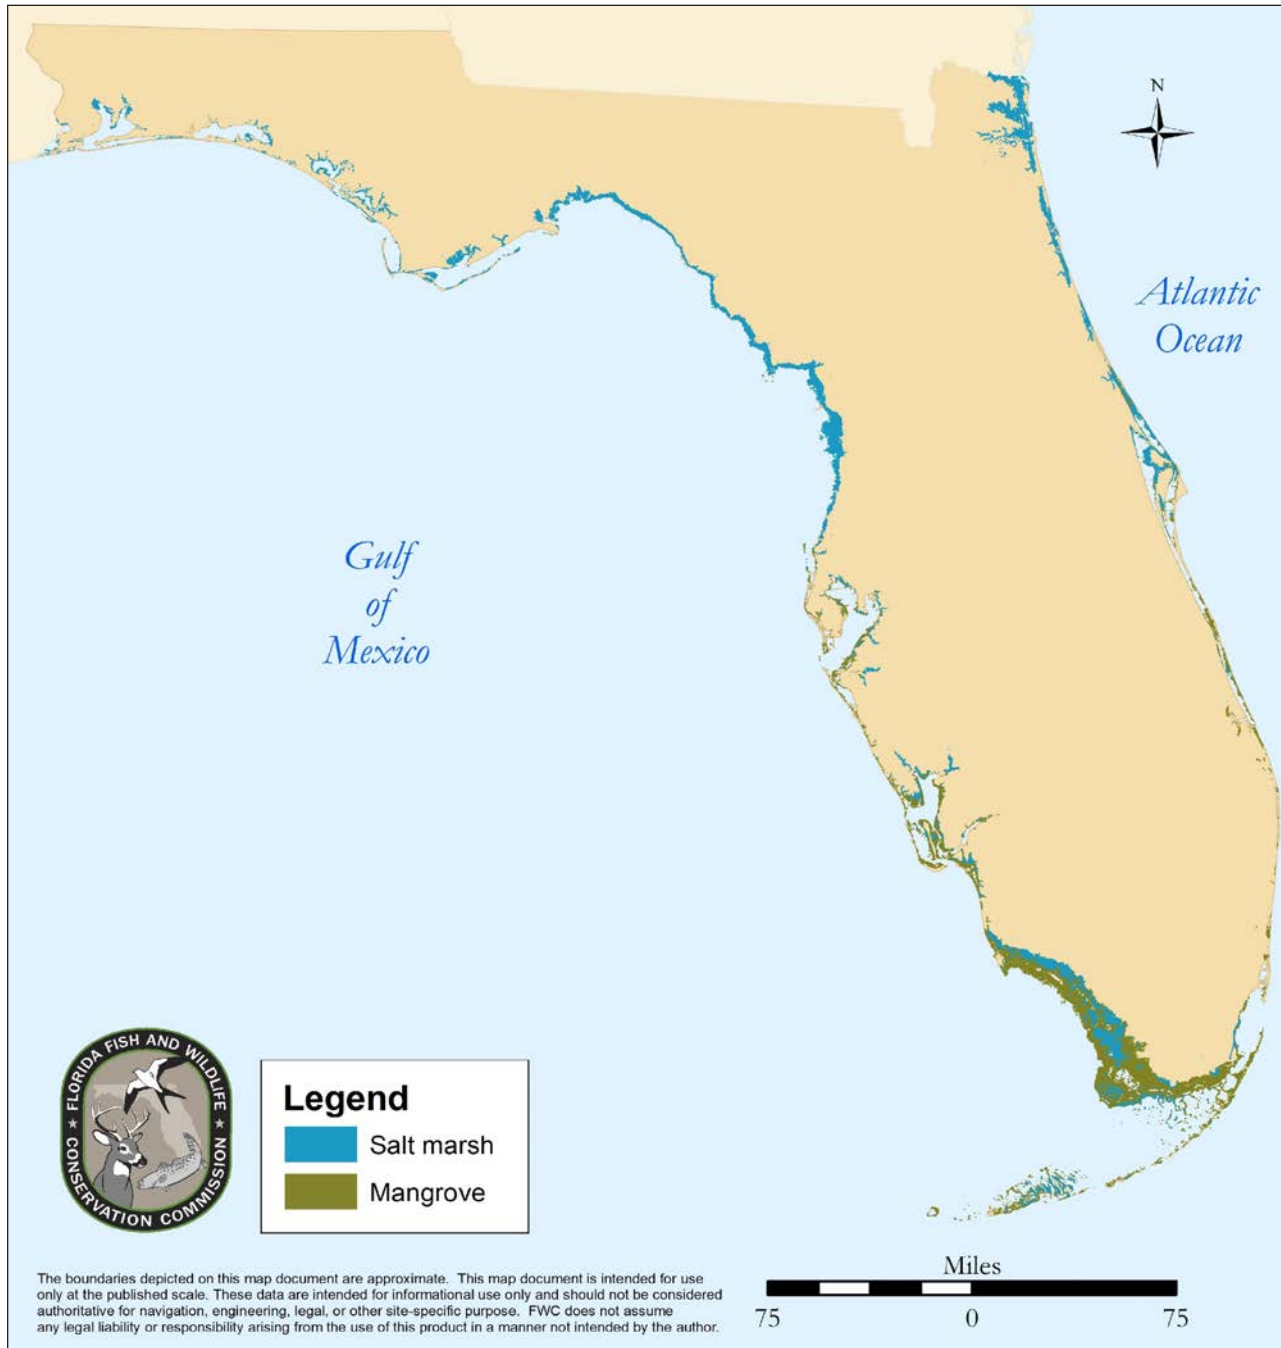 N
Atlantic
Ocean
Gulf
of
Mexico
FLORIDA FISH AND WILDLIFE
CONSERVATION COMMISSION
Legend
Salt marsh
Mangrove
The boundaries depicted on this map document are approximate. This map document is intended for use
only at the published scale. These data are intended for informational use only and should not be considered
authoritative for navigation, engineering, legal, or other site-specific purpose. FWC does not assume
any legal liability or responsibility arising from the use of this product in a manner not intended by the author.
Miles
75 0 75